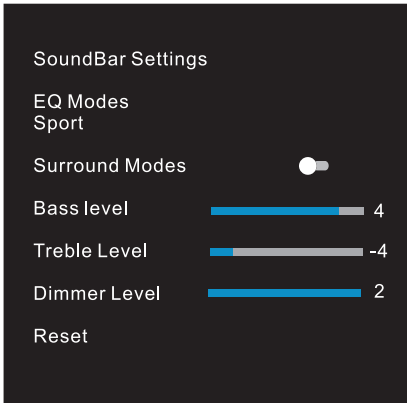 SoundBar Settings
EQ Modes
Sport
Surround Modes
Bass level 4
Treble Level -4
Dimmer Level 2
Reset